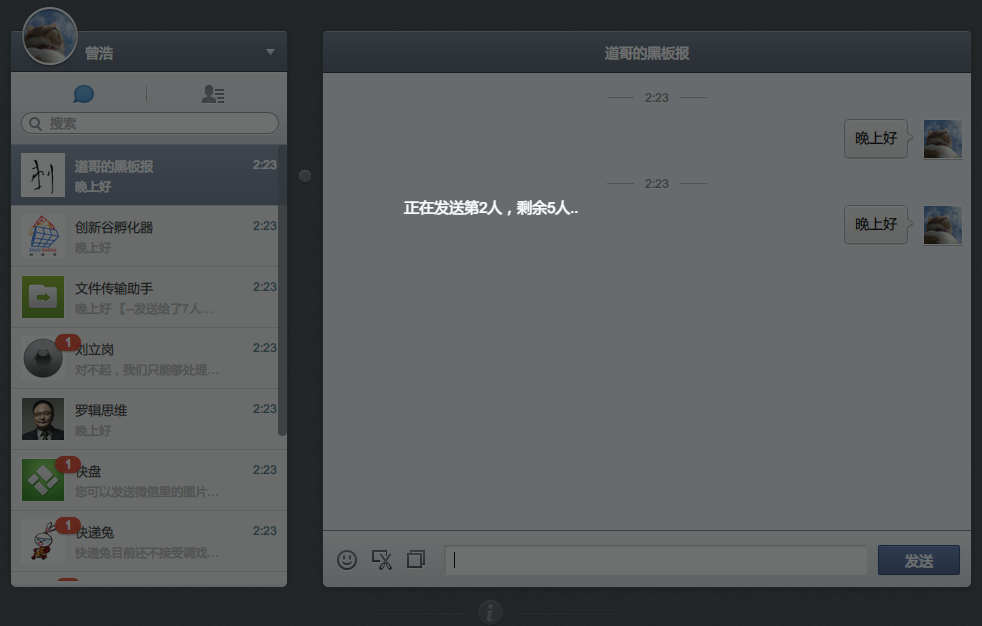 曾浩
搜索
道哥的黑板报 2:23
晚上好
创新谷孵化器 2:23
晚上好
文件传输助手 2:23
晚上好 【--发送给了7人...
1
刘立岗 2:23
对不起，我们只能够处理...
罗辑思维 2:23
晚上好
1
快盘 2:23
您可以发送微信里的图片...
1
快递兔 2:23
快递兔目前还不接受调戏...
道哥的黑板报
2:23
晚上好
2:23
正在发送第2人，剩余5人..
晚上好
发送